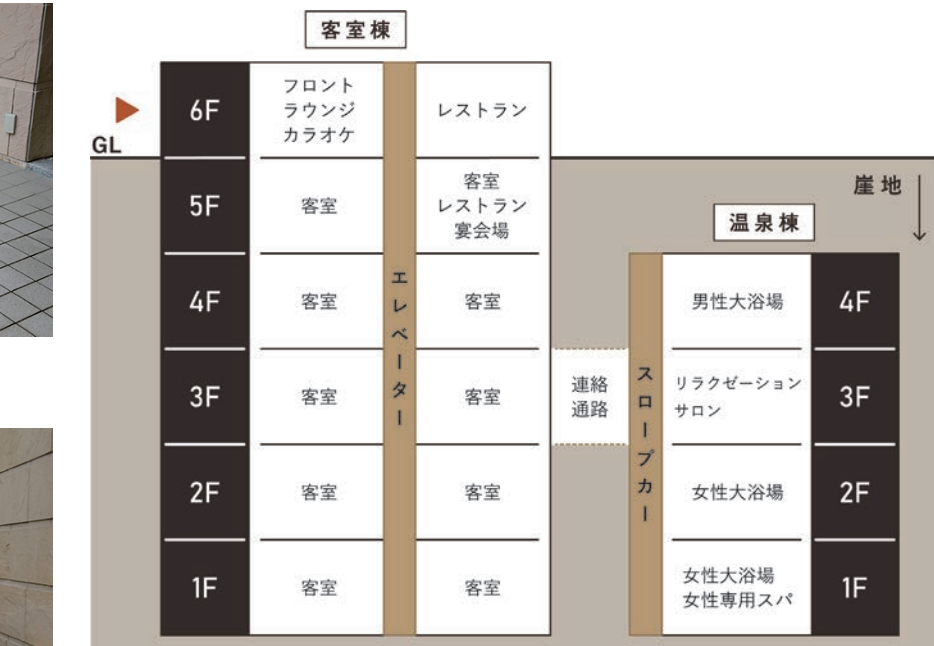 客室棟
GL
6F
フロント
ラウンジ
カラオケ
レストラン
5F
客室
客室
レストラン
宴会場
4F
客室
客室
3F
客室
客室
2F
客室
客室
1F
客室
客室
エレベーター
連絡
通路
崖地
温泉棟
スロープカー
男性大浴場
4F
リラクゼーション
サロン
3F
女性大浴場
2F
女性大浴場
女性専用スパ
1F